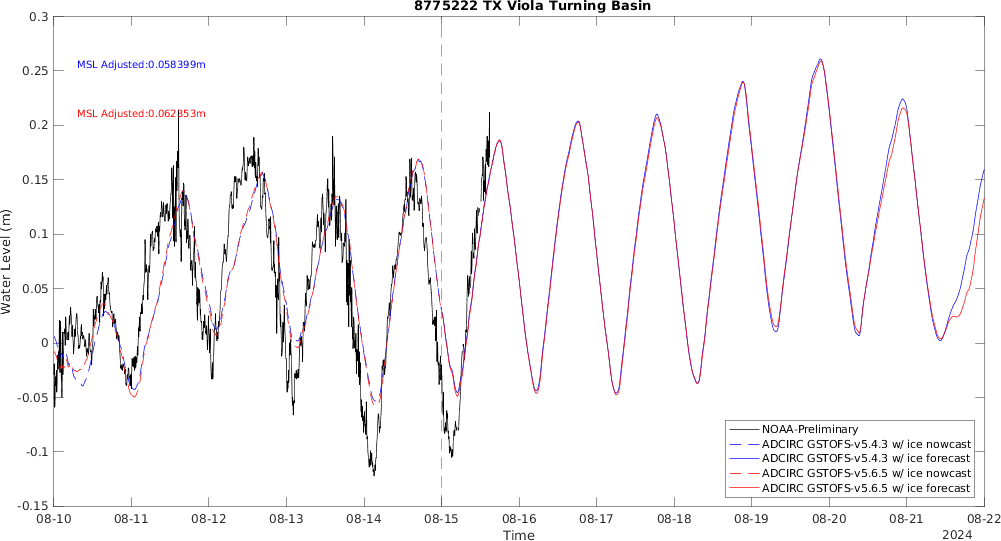 8775222 TX Viola Turning Basin
0.3
0.25
0.2
0.15
0.1
0.05
0
-0.05
-0.1
-0.15
Water Level (m)
MSL Adjusted:0.058399m
MSL Adjusted:0.062353m
NOAA-Preliminary
ADCIRC GSTOFS-v5.4.3 w/ ice nowcast
ADCIRC GSTOFS-v5.4.3 w/ ice forecast
ADCIRC GSTOFS-v5.6.5 w/ ice nowcast
ADCIRC GSTOFS-v5.6.5 w/ ice forecast
08-10 08-11 08-12 08-13 08-14 08-15 08-16 08-17 08-18 08-19 08-20 08-21 08-22
Time
2024